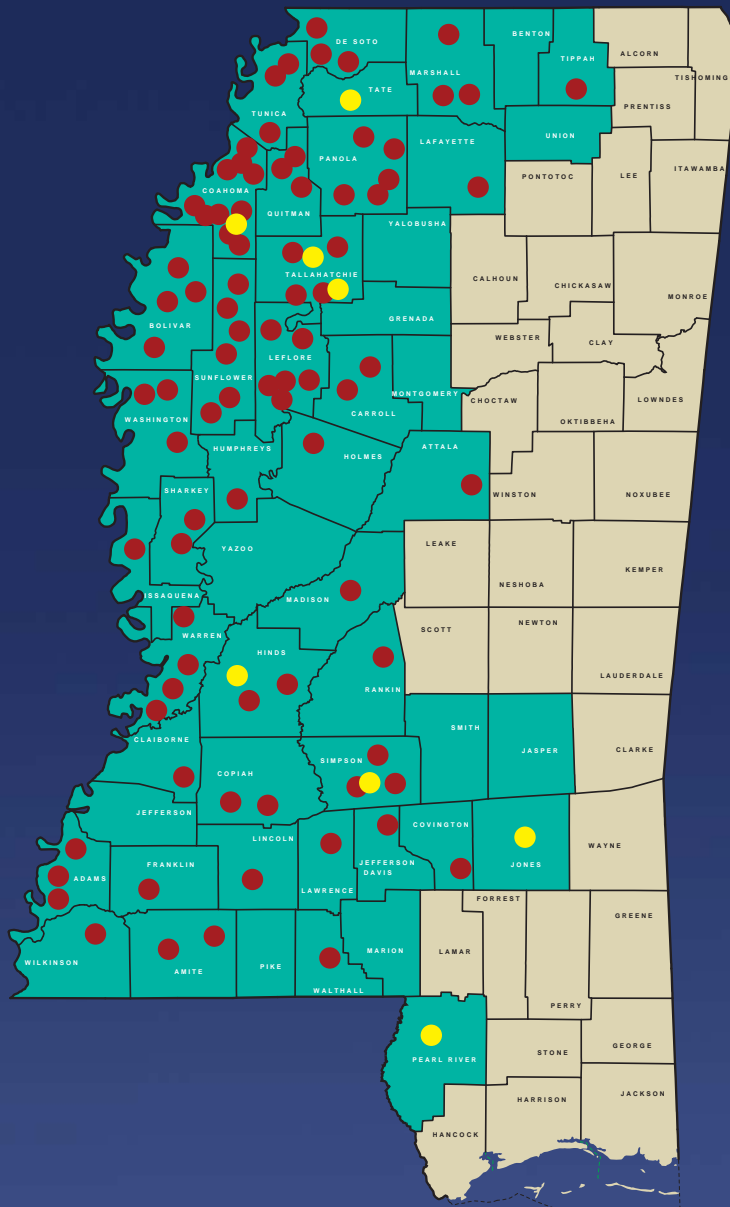 DE SOTO
BENTON
ALCORN
TIPPAH
MARSHALL
TISHOMING
TATE
PRENTISS
TUNICA
UNION
LAFAYETTE
PANOLA
ITAWAMBA
PONTOTOC
LEE
COAHOMA
QUITMAN
YALOBUSHA
TALLAHATCHIE
CALHOUN
CHICKASAW
MONROE
GRENADA
BOLIVAR
WEBSTER
CLAY
LEFLORE
SUNFLOWER
MONTGOMERY
CHOCTAW
LOWNDES
CARROLL
WASHINGTON
OKTIBBEHA
HUMPHREYS
ATTALA
HOLMES
SHARKEY
WINSTON
NOXUBEE
LEAKE
YAZOO
KEMPER
NESHOBA
ISSAQUENA
MADISON
NEWTON
SCOTT
WARREN
HINDS
LAUDERDALE
RANKIN
SMITH
CLAIBORNE
JASPER
CLARKE
SIMPSON
COPIAH
JEFFERSON
COVINGTON
LINCOLN
WAYNE
FRANKLIN
JEFFERSON
DAVIS
JONES
ADAMS
LAWRENCE
FORREST
GREENE
MARION
LAMAR
WILKINSON
PIKE
AMITE
WALTHALL
PERRY
GEORGE
STONE
PEARL RIVER
JACKSON
HARRISON
HANCOCK